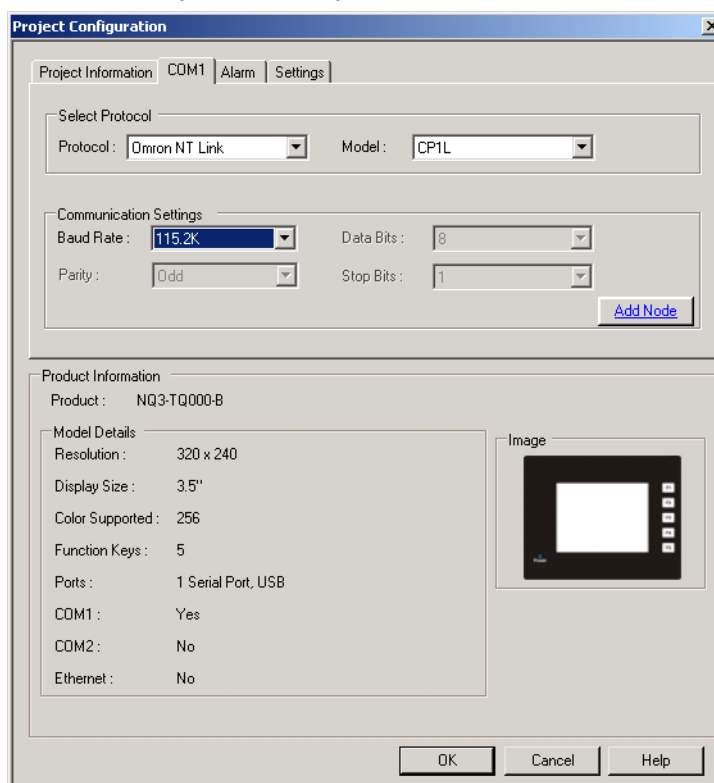 Project Configuration
Project Information COM1 Alarm Settings
Select Protocol
Protocol : Omron NT Link Model : CP1L
Communication Settings
Baud Rate : 115.2K Data Bits : 8
Parity : Odd Stop Bits : 1
Add Node
Product Information
Product : NQ3-TQ000-B
Model Details
Image
Resolution : 320 x 240
Display Size : 3.5''
Color Supported : 256
Function Keys : 5
Ports : 1 Serial Port, USB
COM1 : Yes
COM2 : No
Ethernet : No
OK Cancel Help